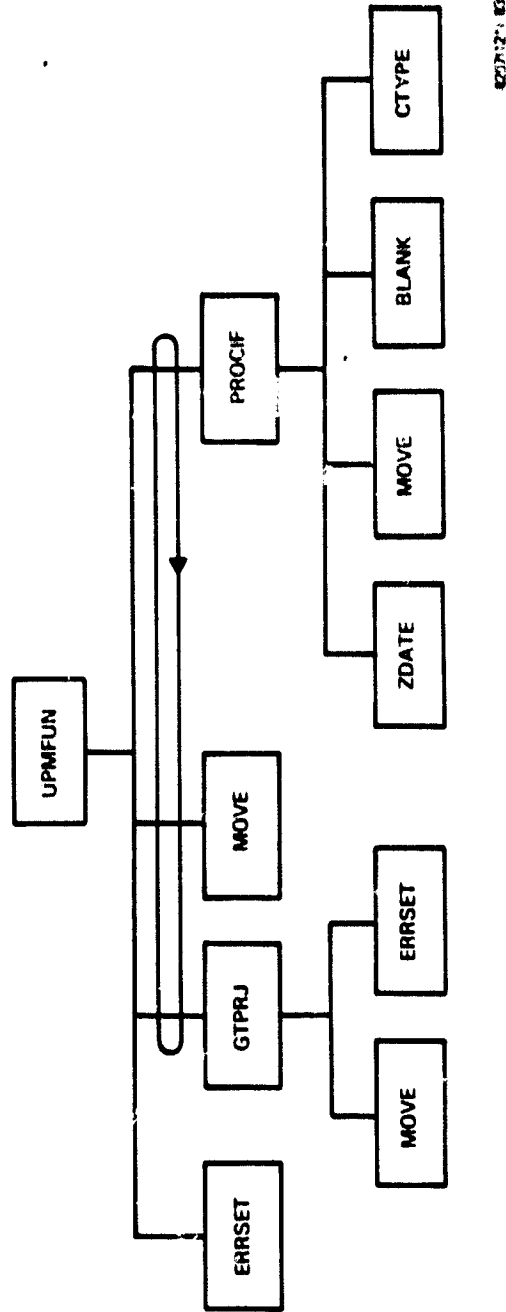 UPMFUN
ERRSET
GTPRJ
MOVE
PROCIF
MOVE
ERRSET
ZDATE
MOVE
BLANK
CTYPE